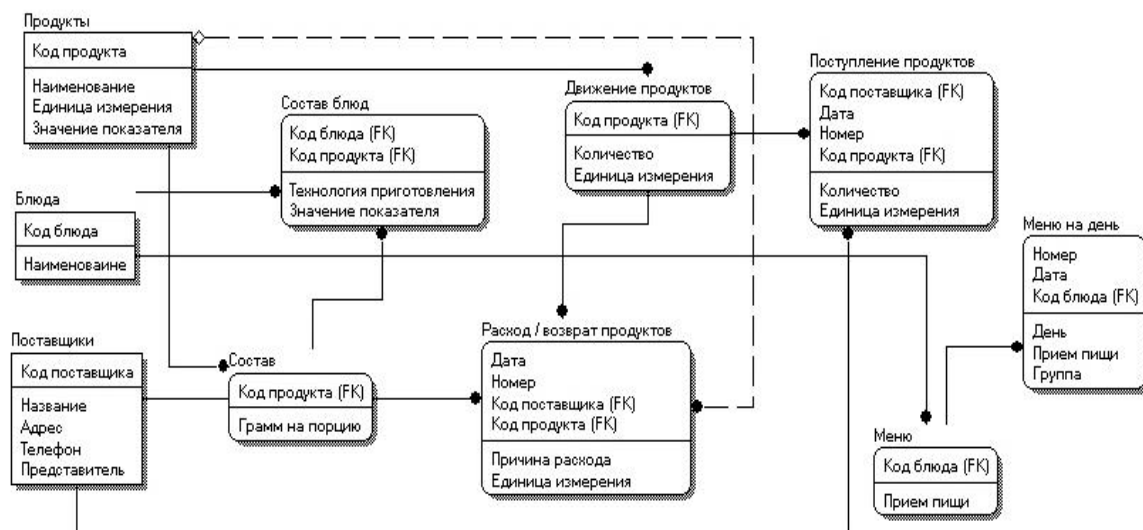 Продукты
Код продукта
Наименование
Единица измерения
Значение показателя
Блюда
Код блюда
Наименоваине
Поставщики
Код поставщика
Название
Адрес
Телефон
Представитель
Состав блюд
Код блюда (FK)
Код продукта (FK)
Технология приготовления
Значение показателя
Состав
Код продукта (FK)
Грамм на порцию
Движение продуктов
Код продукта (FK)
Количество
Единица измерения
Расход / возврат продуктов
Дата
Номер
Код поставщика (FK)
Код продукта (FK)
Причина расхода
Единица измерения
Поступление продуктов
Код поставщика (FK)
Дата
Номер
Код продукта (FK)
Количество
Единица измерения
Меню
Код блюда (FK)
Прием пищи
Меню на день
Номер
Дата
Код блюда (FK)
День
Прием пищи
Группа